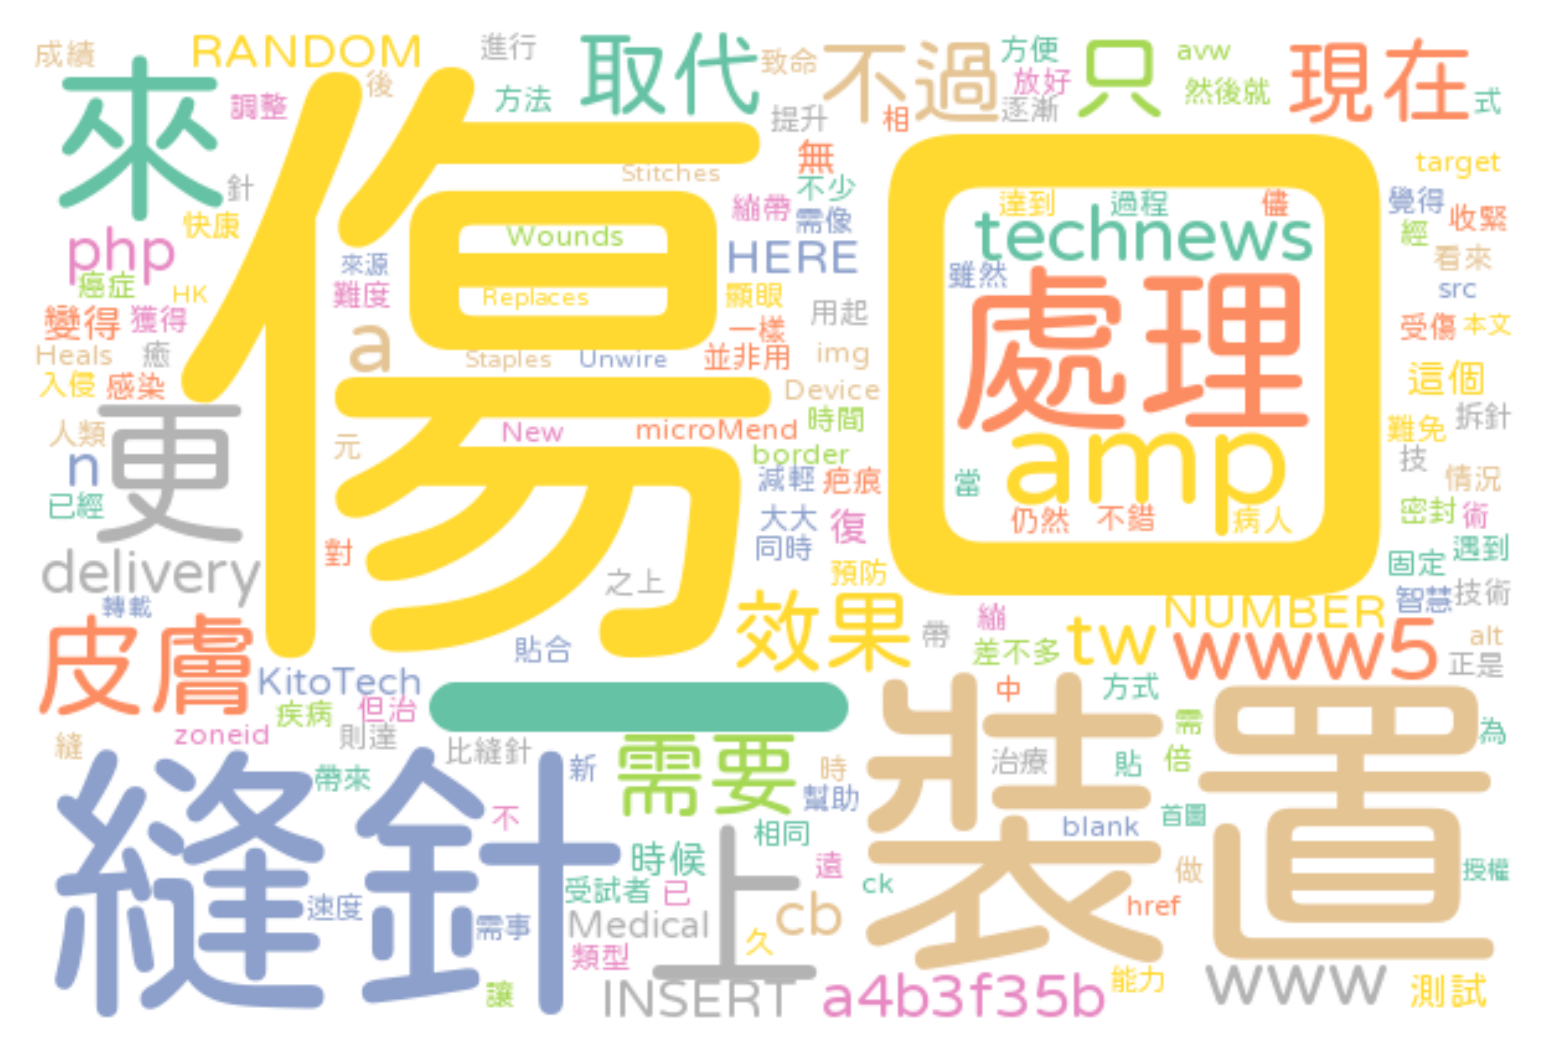 成績
RANDOM
進行
取代
致命
不過
方便
avw
只
現在
來
後
調整
方法
提升
相
放好
逐漸
然後就
式
傷口
針
快康
Stitches
無
不少
繃帶
需像
HERE
target
覺得
收緊
經
看來
src
php
癌症
HK
來源
難度
Wounds
Replaces
顯眼
用起
達到
過程
儘
technews
雖然
處理
變得
獲得
Heals
癒
入侵
感染
a
Staples
Unwire
一樣
並非用
img
Device
受傷
本文
這個
人類
更
n
已經
元
New
microMend
時間
border
減輕
疤痕
amp
當
仍然
不錯
病人
難免
拆針
技
情況
密封
術
delivery
對
之上
大大
同時
復
預防
固定
遇到
轉載
皮膚
貼合
效果
帶
繃
差不多
tw
NUMBER
www5
智慧
技術
alt
正是
KitoTech
疾病
但治
zoneid
則達
一
中
方式
裝置
需
倍
為
縫
縫針
帶來
比縫針
新
需要
時
幫助
治療
貼
blank
首圖
不
時候
相同
遠
受試者
已
上
ck
cb
做
href
授權
速度
需事
Medical
類型
久
讓
INSERT
a4b3f35b
能力
www
測試